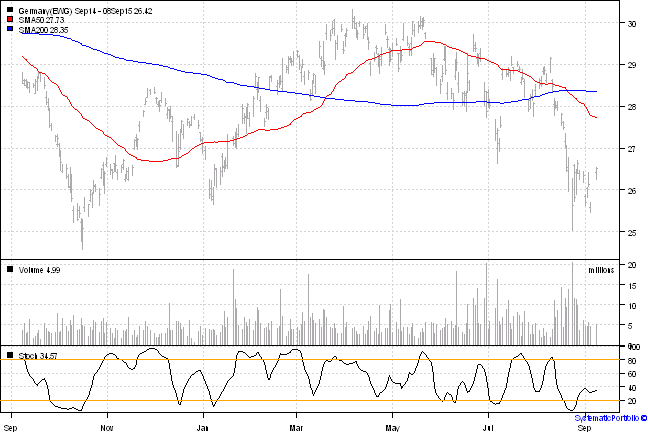 Germany(EWG) Sep14 - 08Sep15 26.42
SMA50 27.73
SMA200 28.35
30
29
28
27
26
25
Volume 4.99
millions
20
15
10
5
0
Stoch 34.57
100
80
60
40
20
Sep Nov Jan Mar May Jul Sep
SystematicPortfolio ©